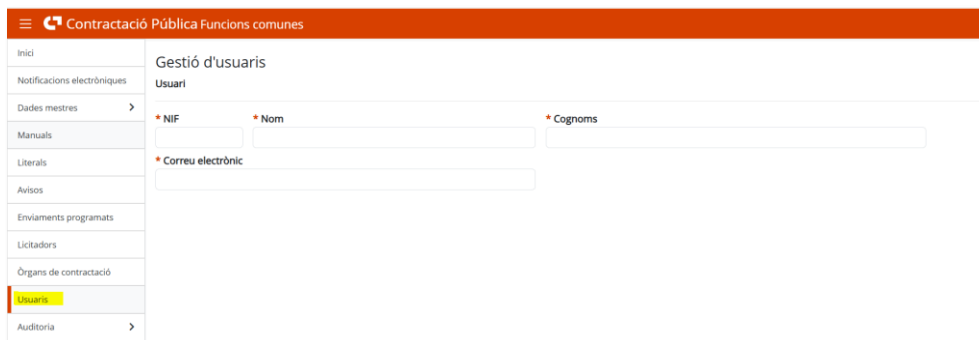 Contractació Pública Funcions comunes
Inici
Notificacions electròniques
Dades mestres
Manuals
Literals
Avisos
Enviaments programats
Licitadors
Òrgans de contractació
Usuaris
Auditoria
Gestió d'usuaris
Usuari
* NIF * Nom * Cognoms
* Correu electrònic